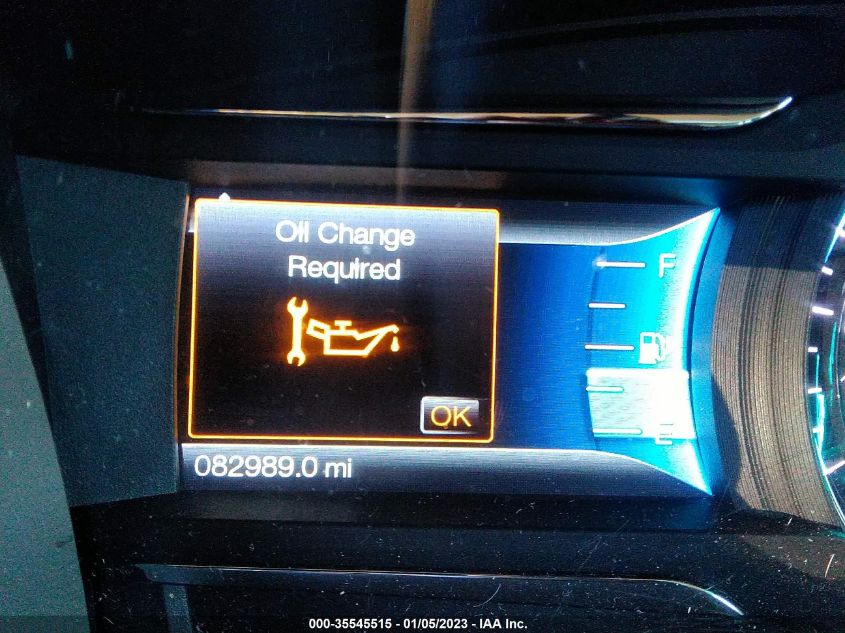 Oil Change
Required
OK
F
E
082989.0 mi
000-35545515 - 01/05/2023 - IAA Inc.